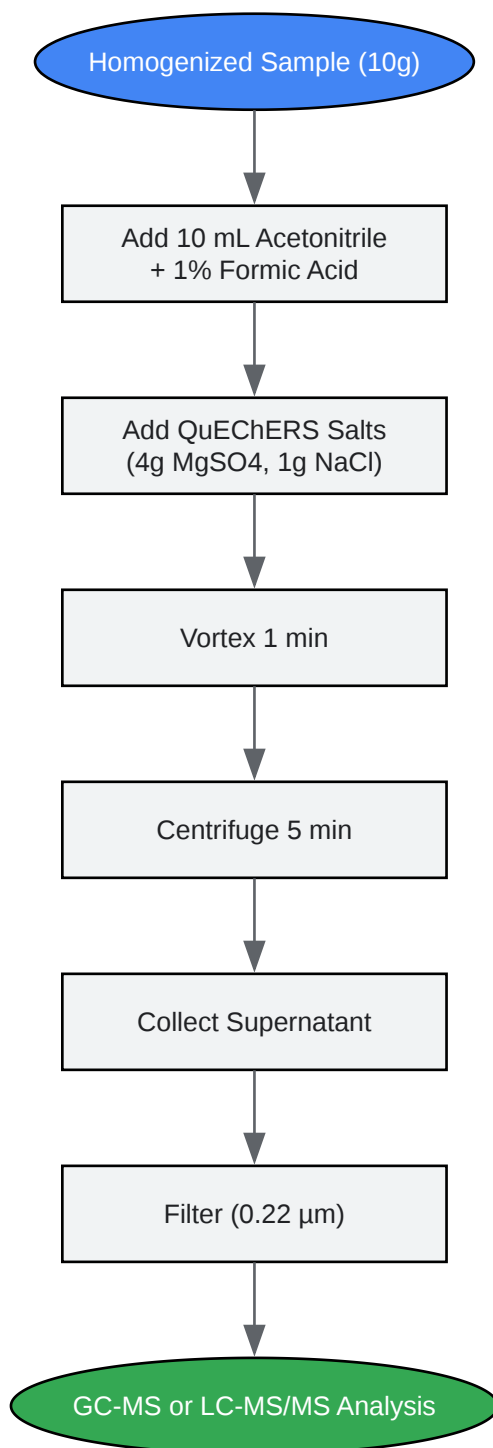 Homogenized Sample (10g)
Add 10 mL Acetonitrile
+ 1% Formic Acid
Add QuEChERS Salts
(4g MgSO4, 1g NaCl)
Vortex 1 min
Centrifuge 5 min
Collect Supernatant
Filter (0.22 µm)
GC-MS or LC-MS/MS Analysis